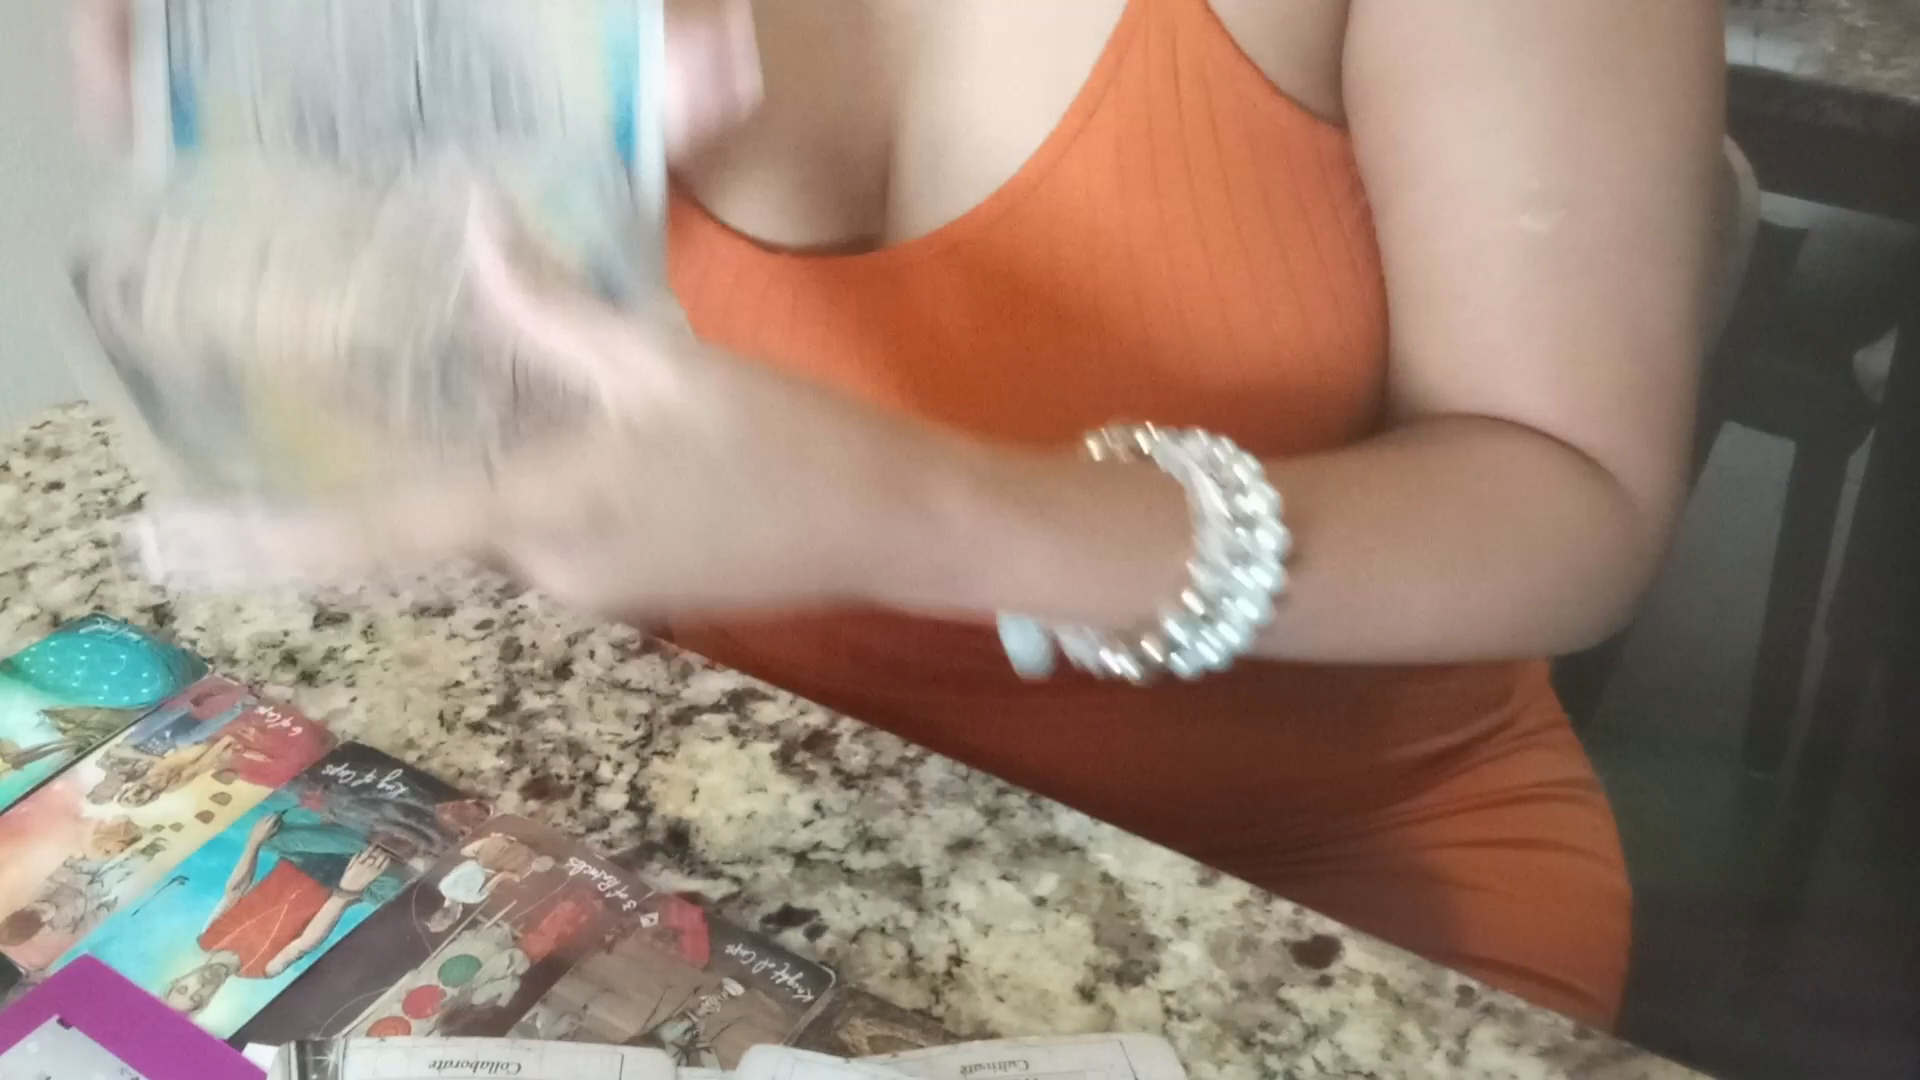 6 of Cups
King of Cups
3 of Pentacles
Knight of Cups
Collaborate
Cultivate